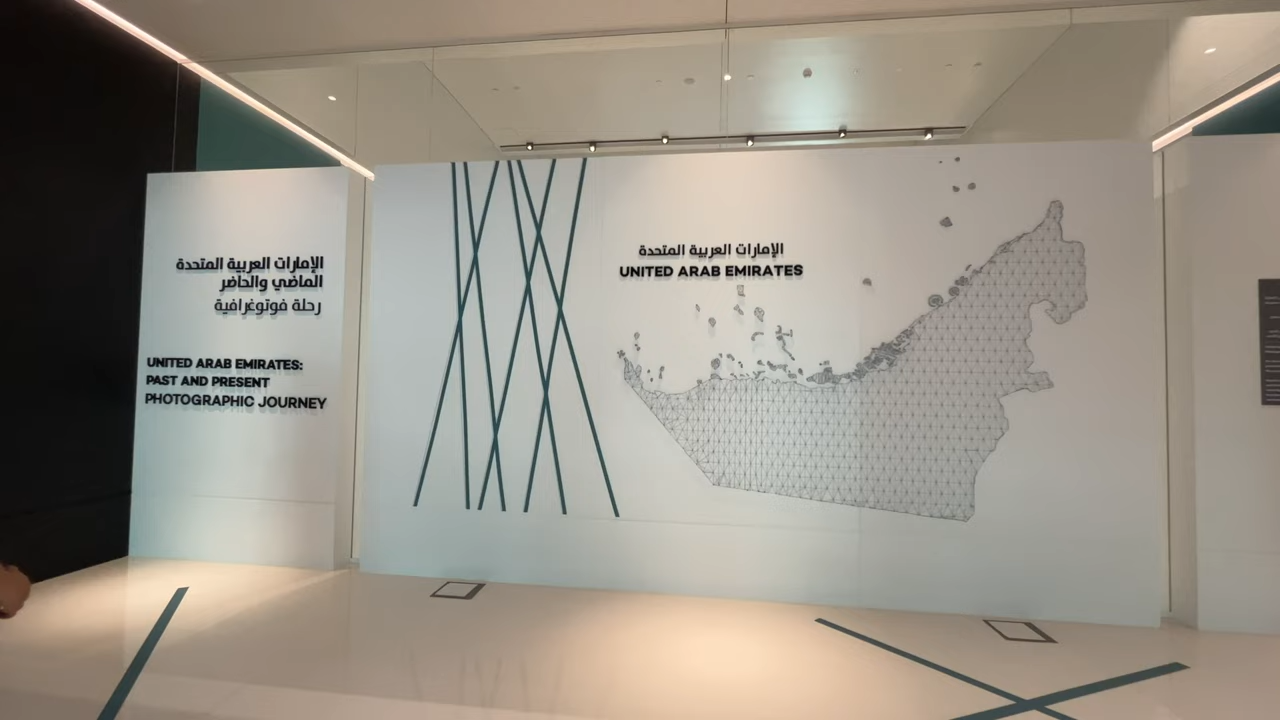 الإمارات العربية المتحدة
الماضي والحاضر
رحلة فوتوغرافية
UNITED ARAB EMIRATES:
PAST AND PRESENT
PHOTOGRAPHIC JOURNEY
الإمارات العربية المتحدة
UNITED ARAB EMIRATES